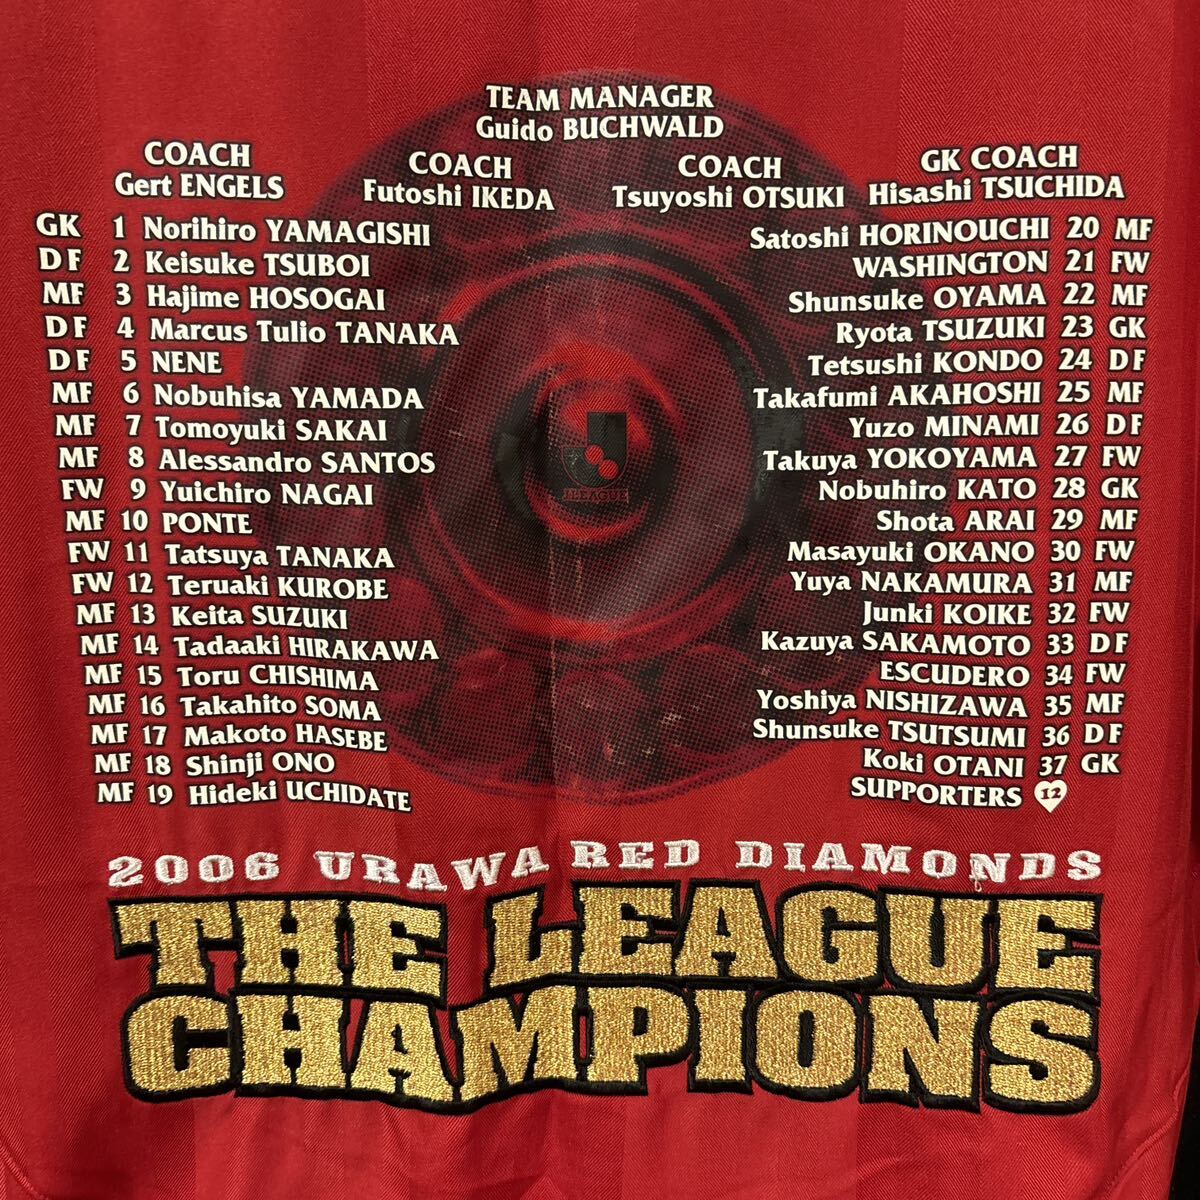 TEAM MANAGER
Guido BUCHWALD
COACH
Gert ENGELS
COACH
Futoshi IKEDA
COACH
Tsuyoshi OTSUKI
GK COACH
Hisashi TSUCHIDA
GK 1 Norihiro YAMAGISHI
DF 2 Keisuke TSUBOI
MF 3 Hajime HOSOGAI
DF 4 Marcus Tulio TANAKA
DF 5 NENE
MF 6 Nobuhisa YAMADA
MF 7 Tomoyuki SAKAI
MF 8 Alessandro SANTOS
FW 9 Yuichiro NAGAI
MF 10 PONTE
FW 11 Tatsuya TANAKA
FW 12 Teruaki KUROBE
MF 13 Keita SUZUKI
MF 14 Tadaaki HIRAKAWA
MF 15 Toru CHISHIMA
MF 16 Takahito SOMA
MF 17 Makoto HASEBE
MF 18 Shinji ONO
MF 19 Hideki UCHIDATE
Satoshi HORINOUCHI 20 MF
WASHINGTON 21 FW
Shunsuke OYAMA 22 MF
Ryota TSUZUKI 23 GK
Tetsushi KONDO 24 DF
Takafumi AKAHOSHI 25 MF
Yuzo MINAMI 26 DF
Takuya YOKOYAMA 27 FW
Nobuhiro KATO 28 GK
Shota ARAI 29 MF
Masayuki OKANO 30 FW
Yuya NAKAMURA 31 MF
Junki KOIKE 32 FW
Kazuya SAKAMOTO 33 DF
ESCUDERO 34 FW
Yoshiya NISHIZAWA 35 MF
Shunsuke TSUTSUMI 36 DF
Koki OTANI 37 GK
SUPPORTERS 12
J.LEAGUE
2006 URAWA RED DIAMONDS
THE LEAGUE
CHAMPIONS